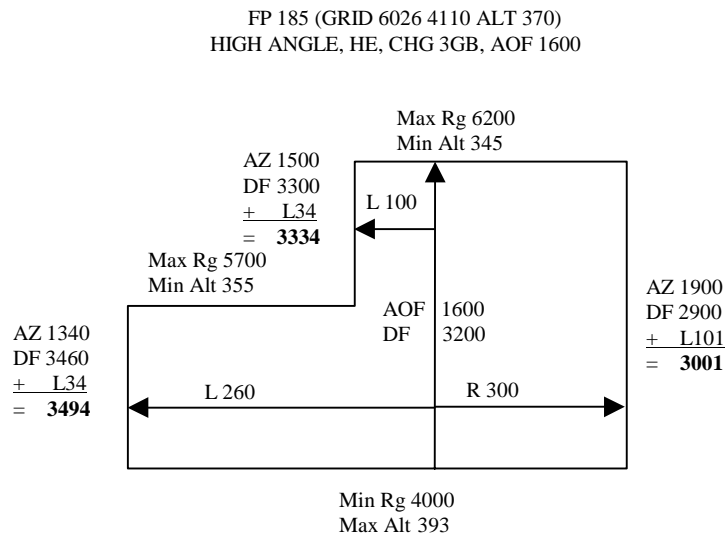 FP 185 (GRID 6026 4110 ALT 370)
HIGH ANGLE, HE, CHG 3GB, AOF 1600
Max Rg 6200
Min Alt 345
AZ 1500
DF 3300
+ L34
= 3334
L 100
Max Rg 5700
Min Alt 355
AOF 1600
DF 3200
AZ 1900
DF 2900
+ L101
= 3001
AZ 1340
DF 3460
+ L34
= 3494
L 260
R 300
Min Rg 4000
Max Alt 393